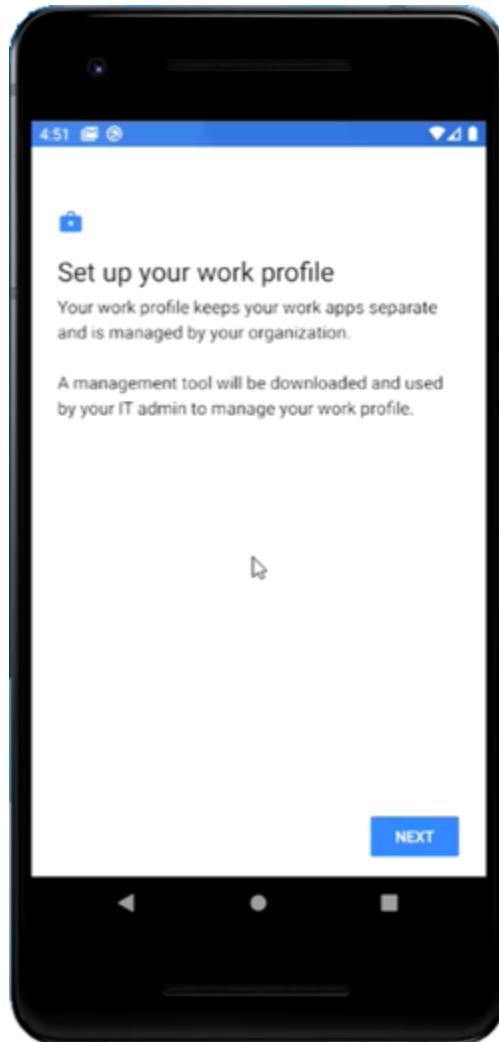 4:51
Set up your work profile
Your work profile keeps your work apps separate
and is managed by your organization.
A management tool will be downloaded and used
by your IT admin to manage your work profile.
NEXT